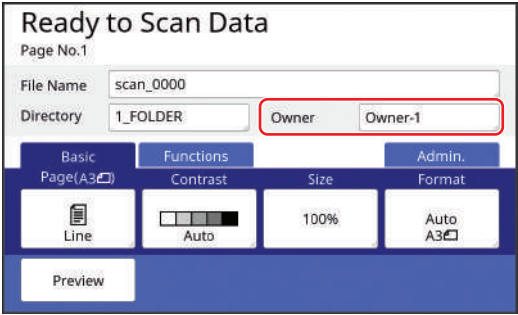 Ready to Scan Data
Page No.1
File Name scan_0000
Directory 1_FOLDER Owner Owner-1
Basic Functions Admin.
Page(A3) Contrast Size Format
Line Auto 100% Auto A3
Preview